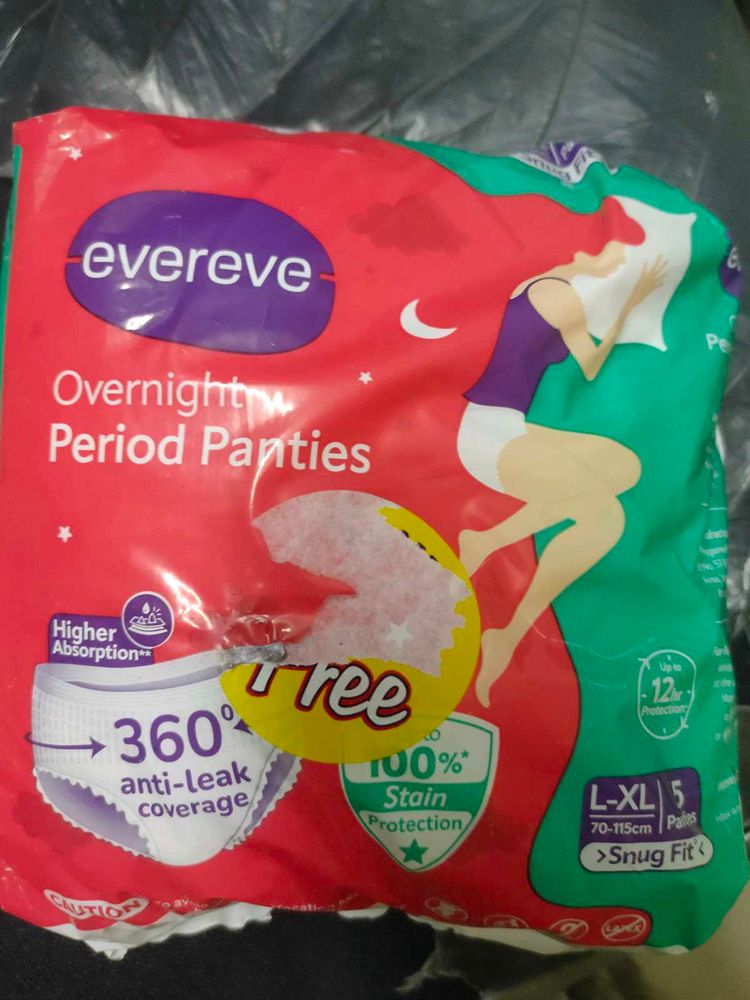 evereve
Overnight
Period Panties
Higher
Absorption**
360°
anti-leak
coverage
Free
100%*
Stain
Protection
Up to
12hr
Protection
L-XL
70-115cm
5
>Snug Fit<
CAUTION
LATEX